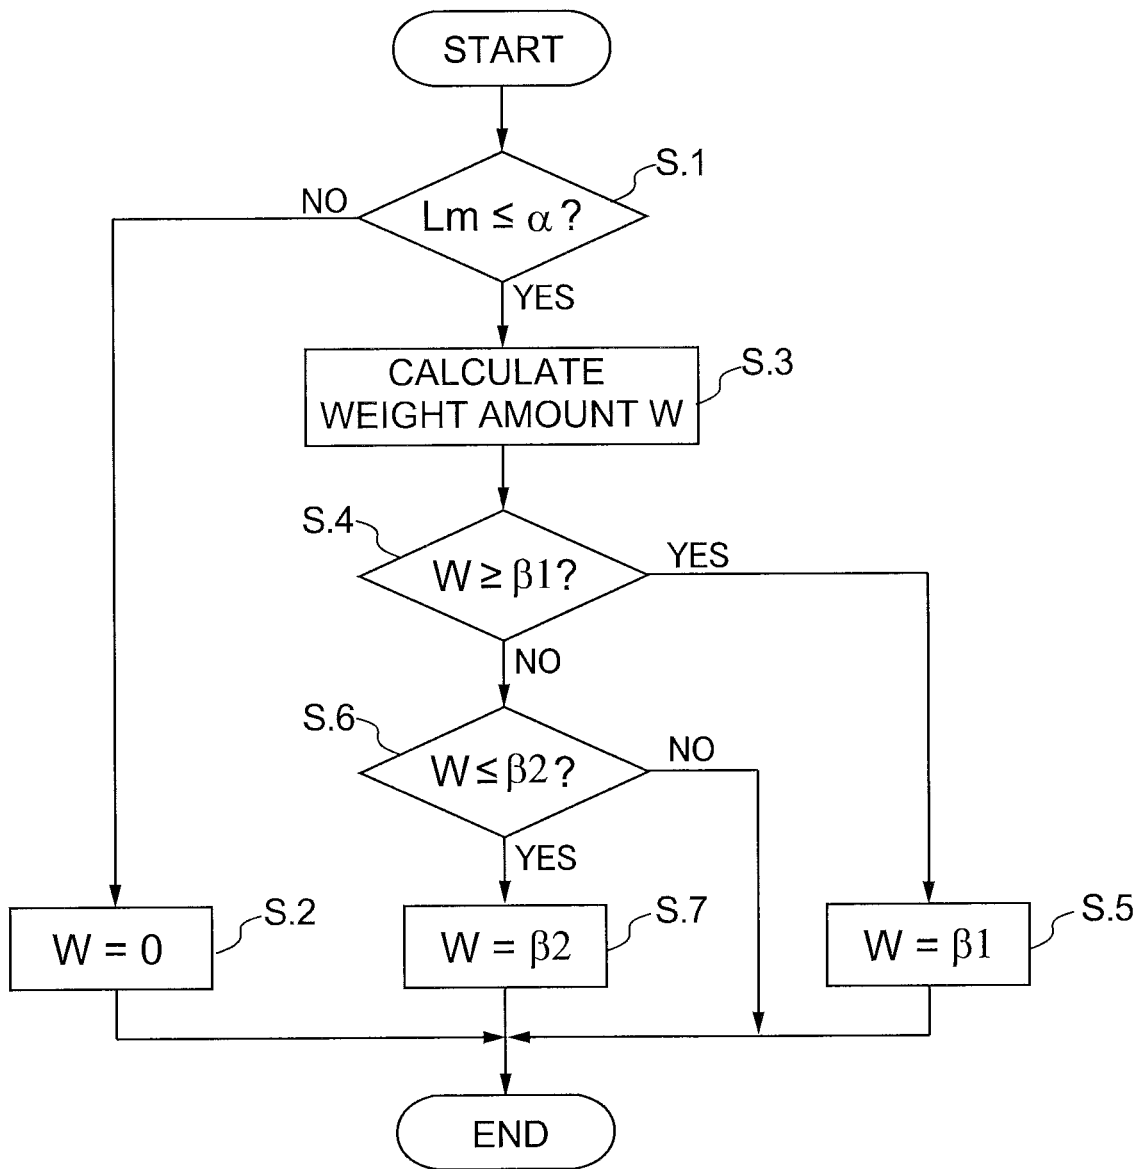 START
S.1
NO
Lm ≤ α ?
YES
CALCULATE
WEIGHT AMOUNT W
S.3
S.4
W ≥ β1?
YES
NO
S.6
W ≤ β2?
NO
YES
W = 0
S.2
W = β2
S.7
W = β1
S.5
END